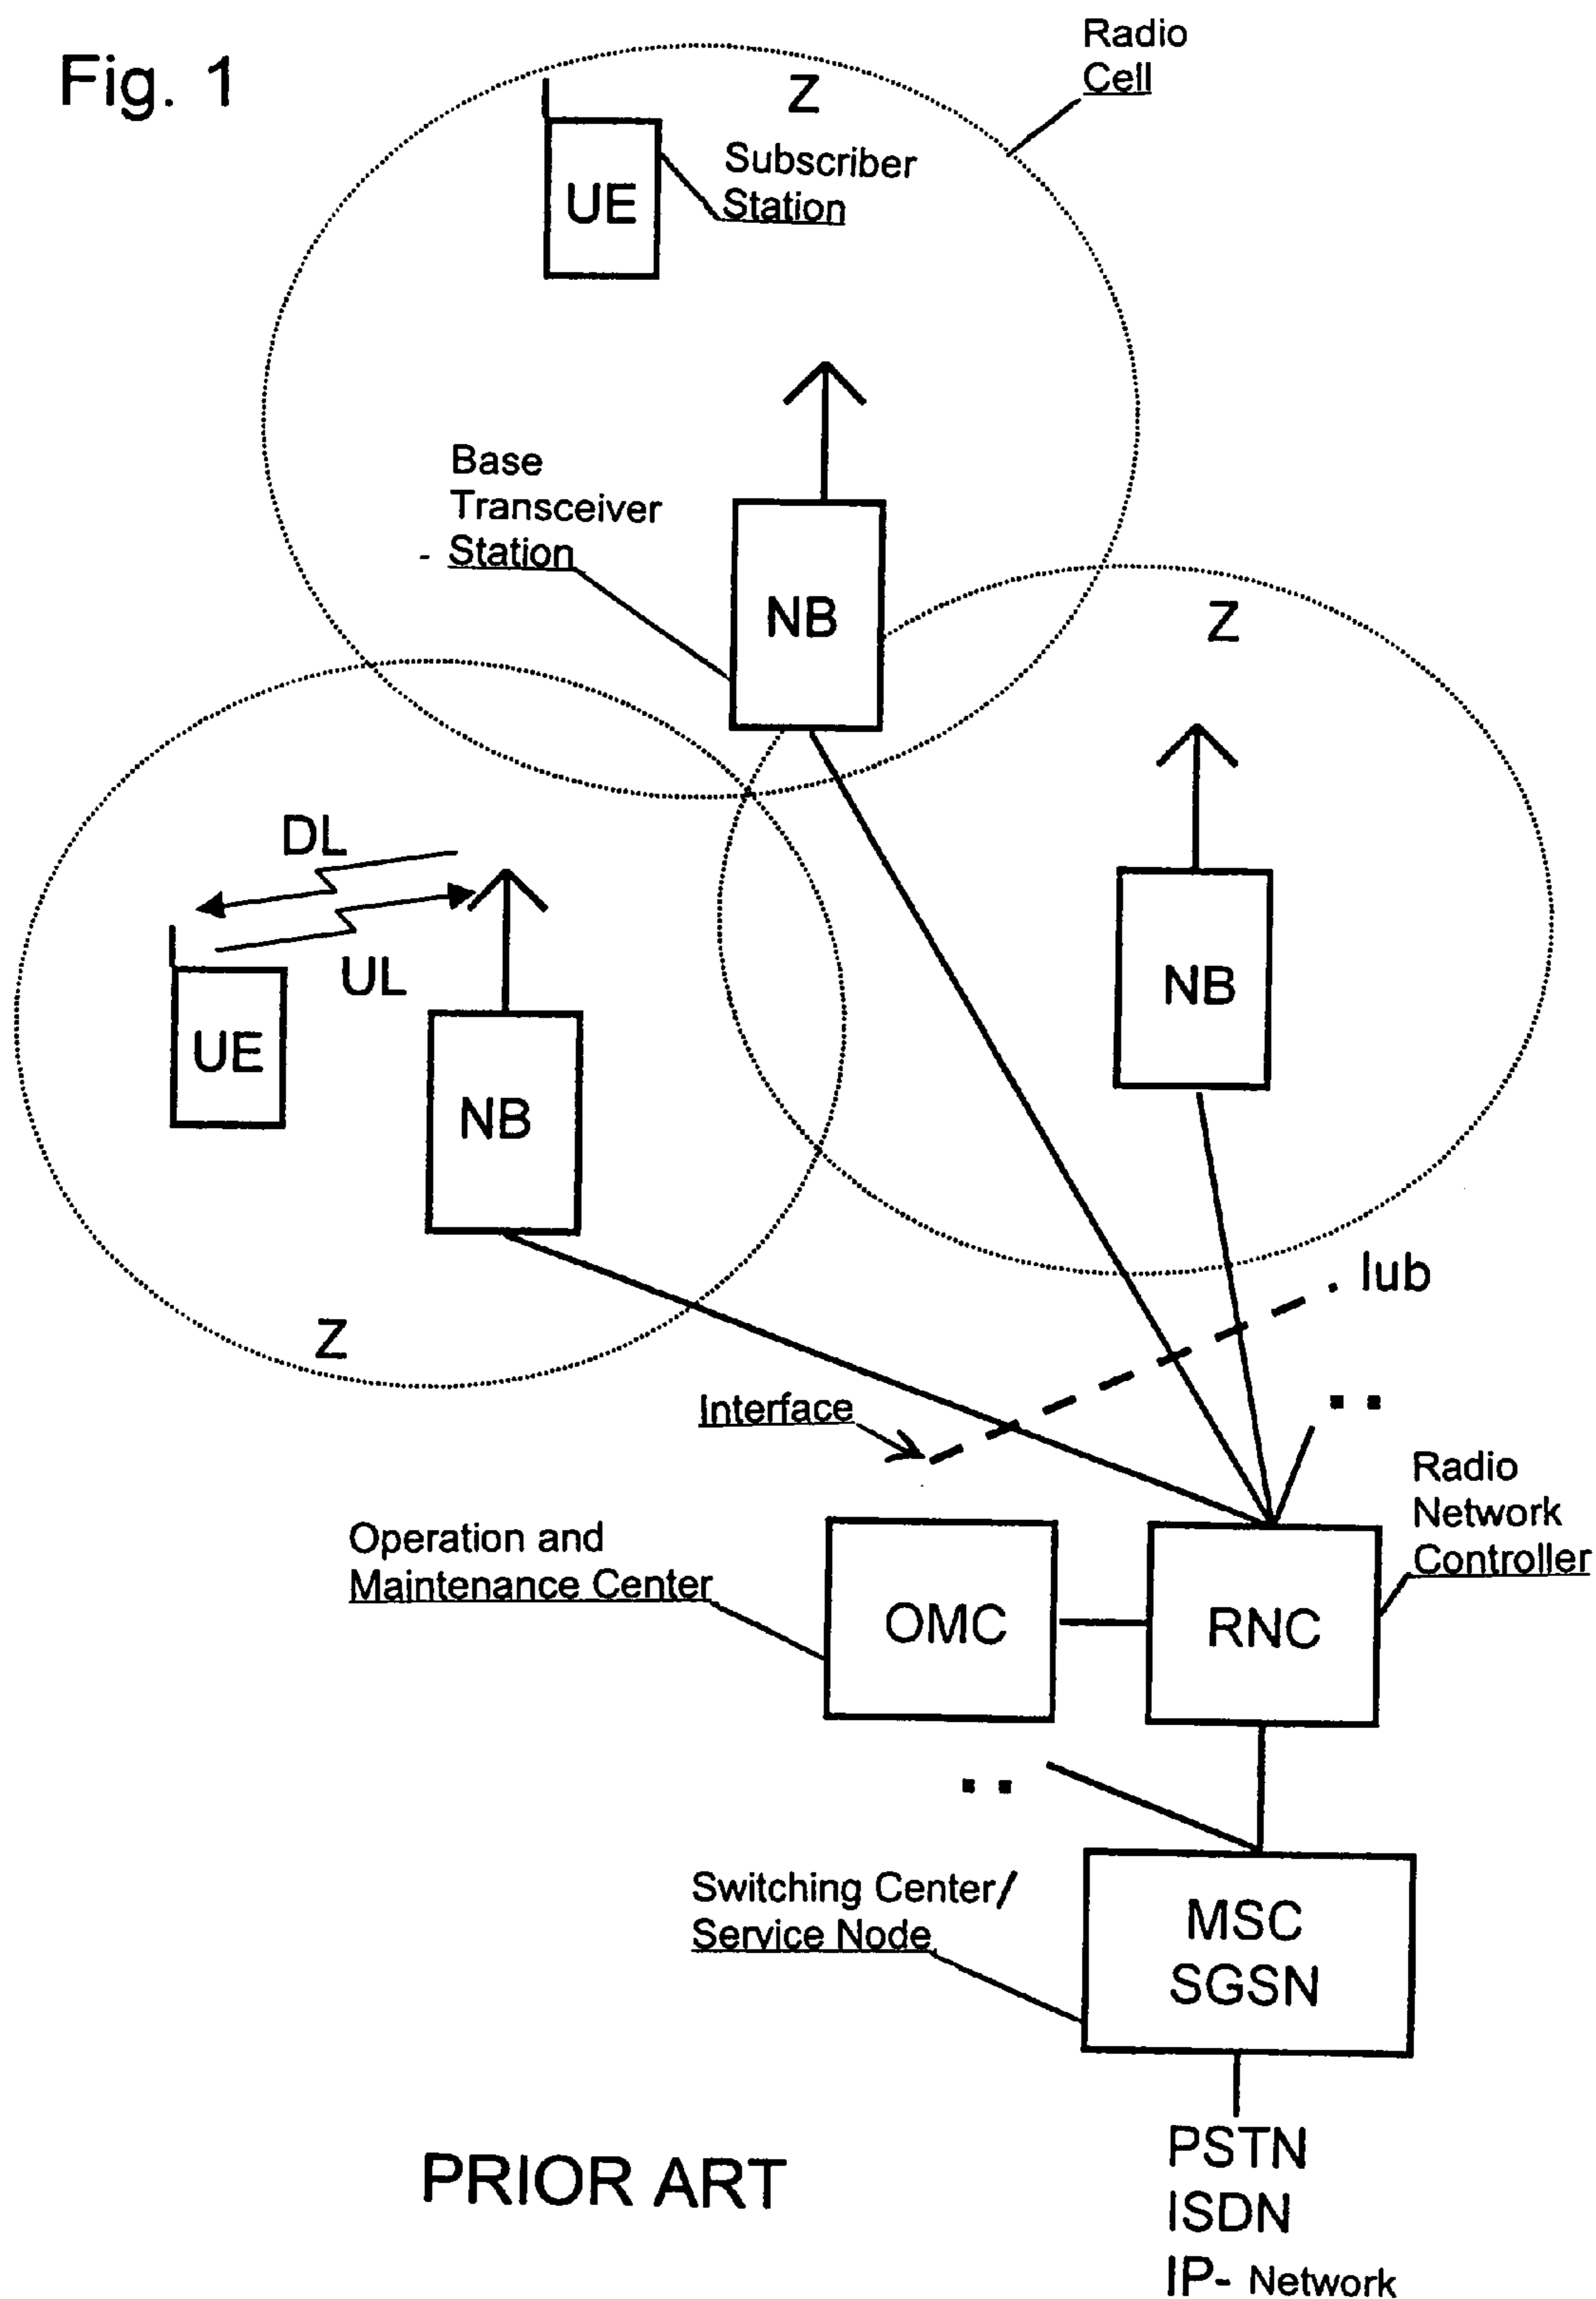 Fig. 1
Radio
Cell
Z
UE
Subscriber
Station
Base
Transceiver
Station
NB
Z
DL
UL
UE
NB
NB
Z
Iub
Interface
Radio
Network
Controller
Operation and
Maintenance Center
OMC
RNC
Switching Center/
Service Node
MSC
SGSN
PRIOR ART
PSTN
ISDN
IP- Network